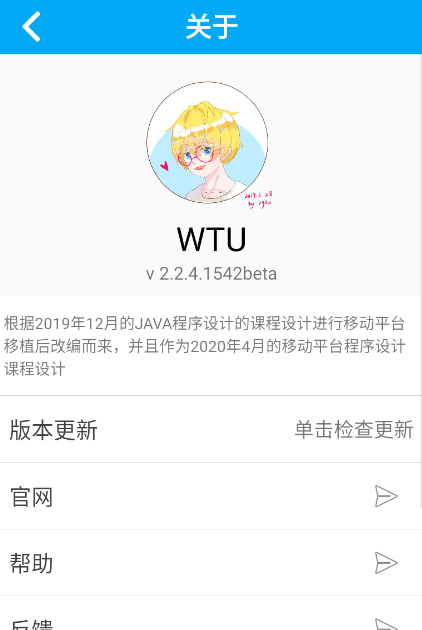 关于
WTU
v 2.2.4.1542beta
根据2019年12月的JAVA程序设计的课程设计进行移动平台
移植后改编而来，并且作为2020年4月的移动平台程序设计
课程设计
版本更新 单击检查更新
官网
帮助
反馈